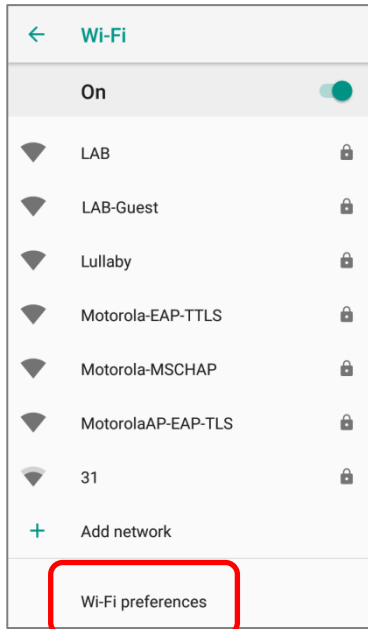 Wi-Fi
On
LAB
LAB-Guest
Lullaby
Motorola-EAP-TTLS
Motorola-MSCHAP
MotorolaAP-EAP-TLS
31
Add network
Wi-Fi preferences